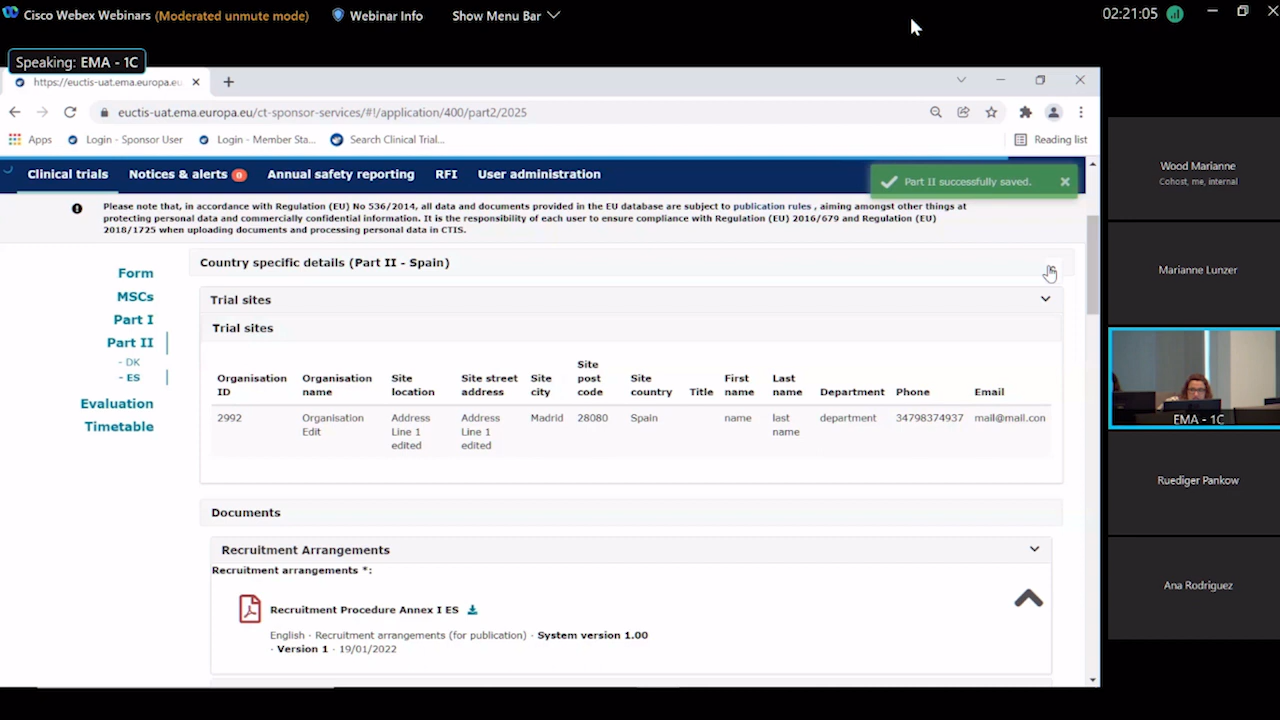 Cisco Webex Webinars (Moderated unmute mode) Webinar Info Show Menu Bar 02:21:05
Speaking: EMA - 1C
https://euctis-uat.ema.europa.eu
euctis-uat.ema.europa.eu/ct-sponsor-services/#!/application/400/part2/2025
Apps Login - Sponsor User Login - Member Sta... Search Clinical Trial... Reading list
Clinical trials Notices & alerts 0 Annual safety reporting RFI User administration
Part II successfully saved.
Please note that, in accordance with Regulation (EU) No 536/2014, all data and documents provided in the EU database are subject to publication rules , aiming amongst other things at
protecting personal data and commercially confidential information. It is the responsibility of each user to ensure compliance with Regulation (EU) 2016/679 and Regulation (EU)
2018/1725 when uploading documents and processing personal data in CTIS.
Form
MSCs
Part I
Part II
- DK
- ES
Evaluation
Timetable
Country specific details (Part II - Spain)
Trial sites
Trial sites
Organisation ID Organisation name Site location Site street address Site city Site post code Site country Title First name Last name Department Phone Email
2992 Organisation Edit Address Line 1 edited Address Line 1 edited Madrid 28080 Spain name last name department 34798374937 mail@mail.con
Documents
Recruitment Arrangements
Recruitment arrangements *:
Recruitment Procedure Annex I ES
English · Recruitment arrangements (for publication) · System version 1.00
· Version 1 · 19/01/2022
Wood Marianne
Cohost, me, internal
Marianne Lunzer
EMA - 1C
Ruediger Pankow
Ana Rodriguez